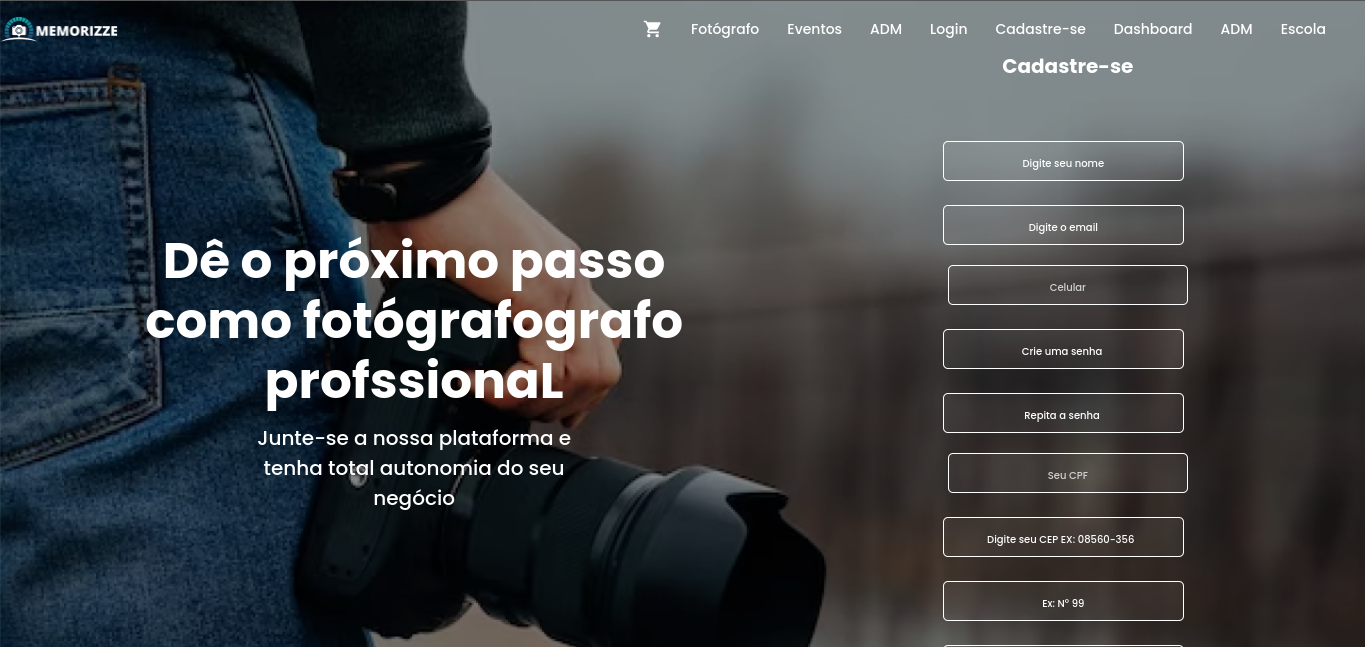 MEMORIZZE
Fotógrafo Eventos ADM Login Cadastre-se Dashboard ADM Escola
Cadastre-se
Dê o próximo passo
como fotógrafografo
profssionaL
Junte-se a nossa plataforma e
tenha total autonomia do seu
negócio
Digite seu nome
Digite o email
Celular
Crie uma senha
Repita a senha
Seu CPF
Digite seu CEP EX: 08560-356
Ex: Nº 99